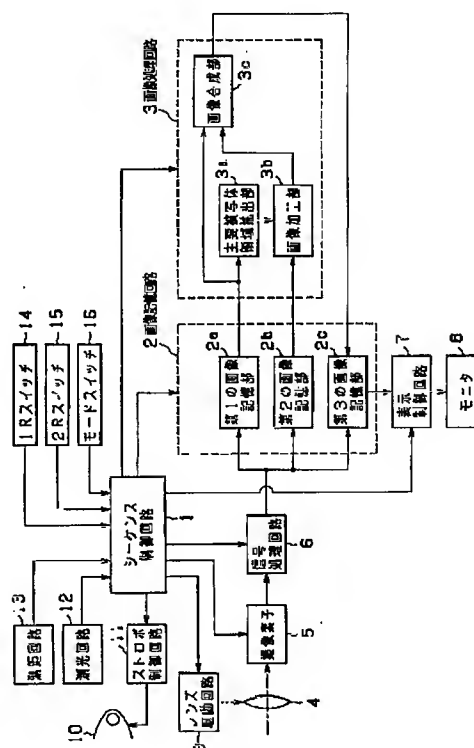 14
1Rスイッチ
15
2Rスイッチ
16
モードスイッチ
13
測距回路
12
測光回路
11
ストロボ
制御回路
10
レンズ
駆動回路
9
シーケンス
制御回路
1
4
撮像素子
5
信号
処理回路
6
2画像記憶回路
2a
第1の画像
記憶部
2b
第2の画像
記憶部
2c
第3の画像
記憶部
表示
制御回路
7
モニタ
8
3画像処理回路
3a
主要被写体
領域抽出部
3b
画像加工部
3c
画像合成部